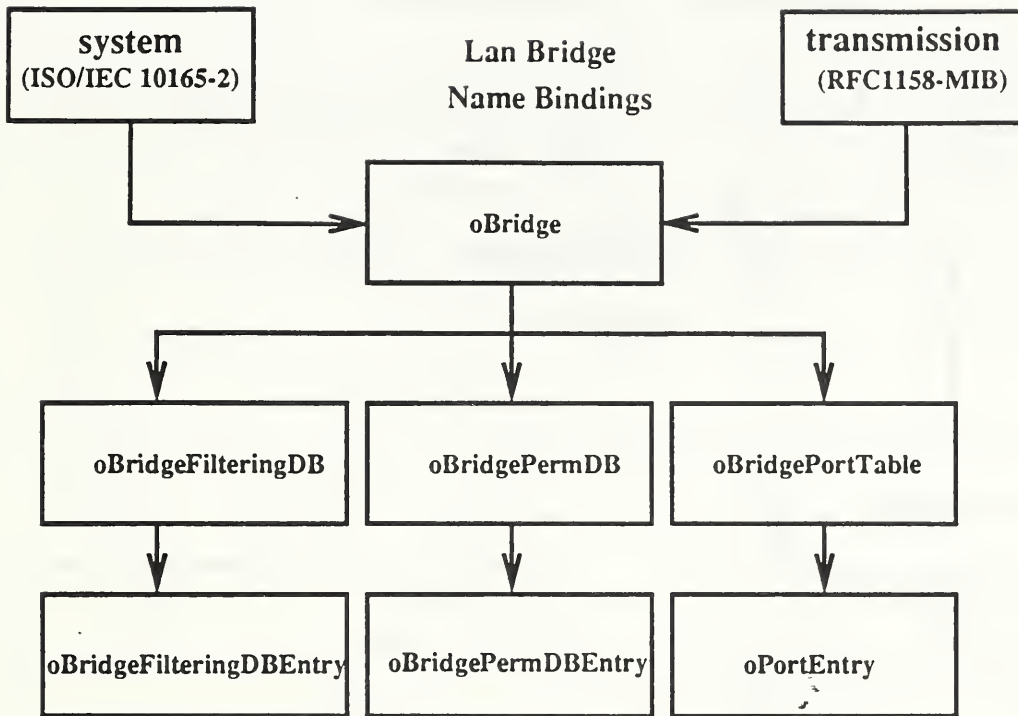 system
(ISO/IEC 10165-2)
Lan Bridge
Name Bindings
transmission
(RFC1158-MIB)
oBridge
oBridgeFilteringDB
oBridgePermDB
oBridgePortTable
oBridgeFilteringDBEntry
oBridgePermDBEntry
oPortEntry